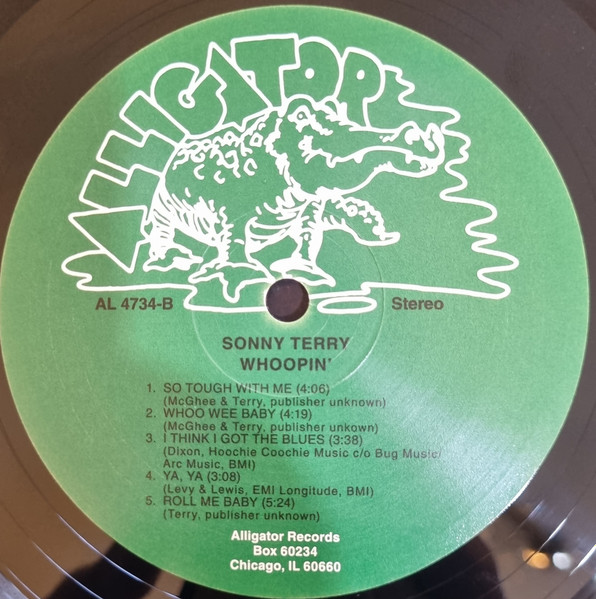 ALLIGATOR
AL 4734-B
Stereo
SONNY TERRY
WHOOPIN'
1. SO TOUGH WITH ME (4:06)
(McGhee & Terry, publisher unknown)
2. WHOO WEE BABY (4:19)
(McGhee & Terry, publisher unknown)
3. I THINK I GOT THE BLUES (3:38)
(Dixon, Hoochie Coochie Music c/o Bug Music/
Arc Music, BMI)
4. YA, YA (3:08)
(Levy & Lewis, EMI Longitude, BMI)
5. ROLL ME BABY (5:24)
(Terry, publisher unknown)
Alligator Records
Box 60234
Chicago, IL 60660